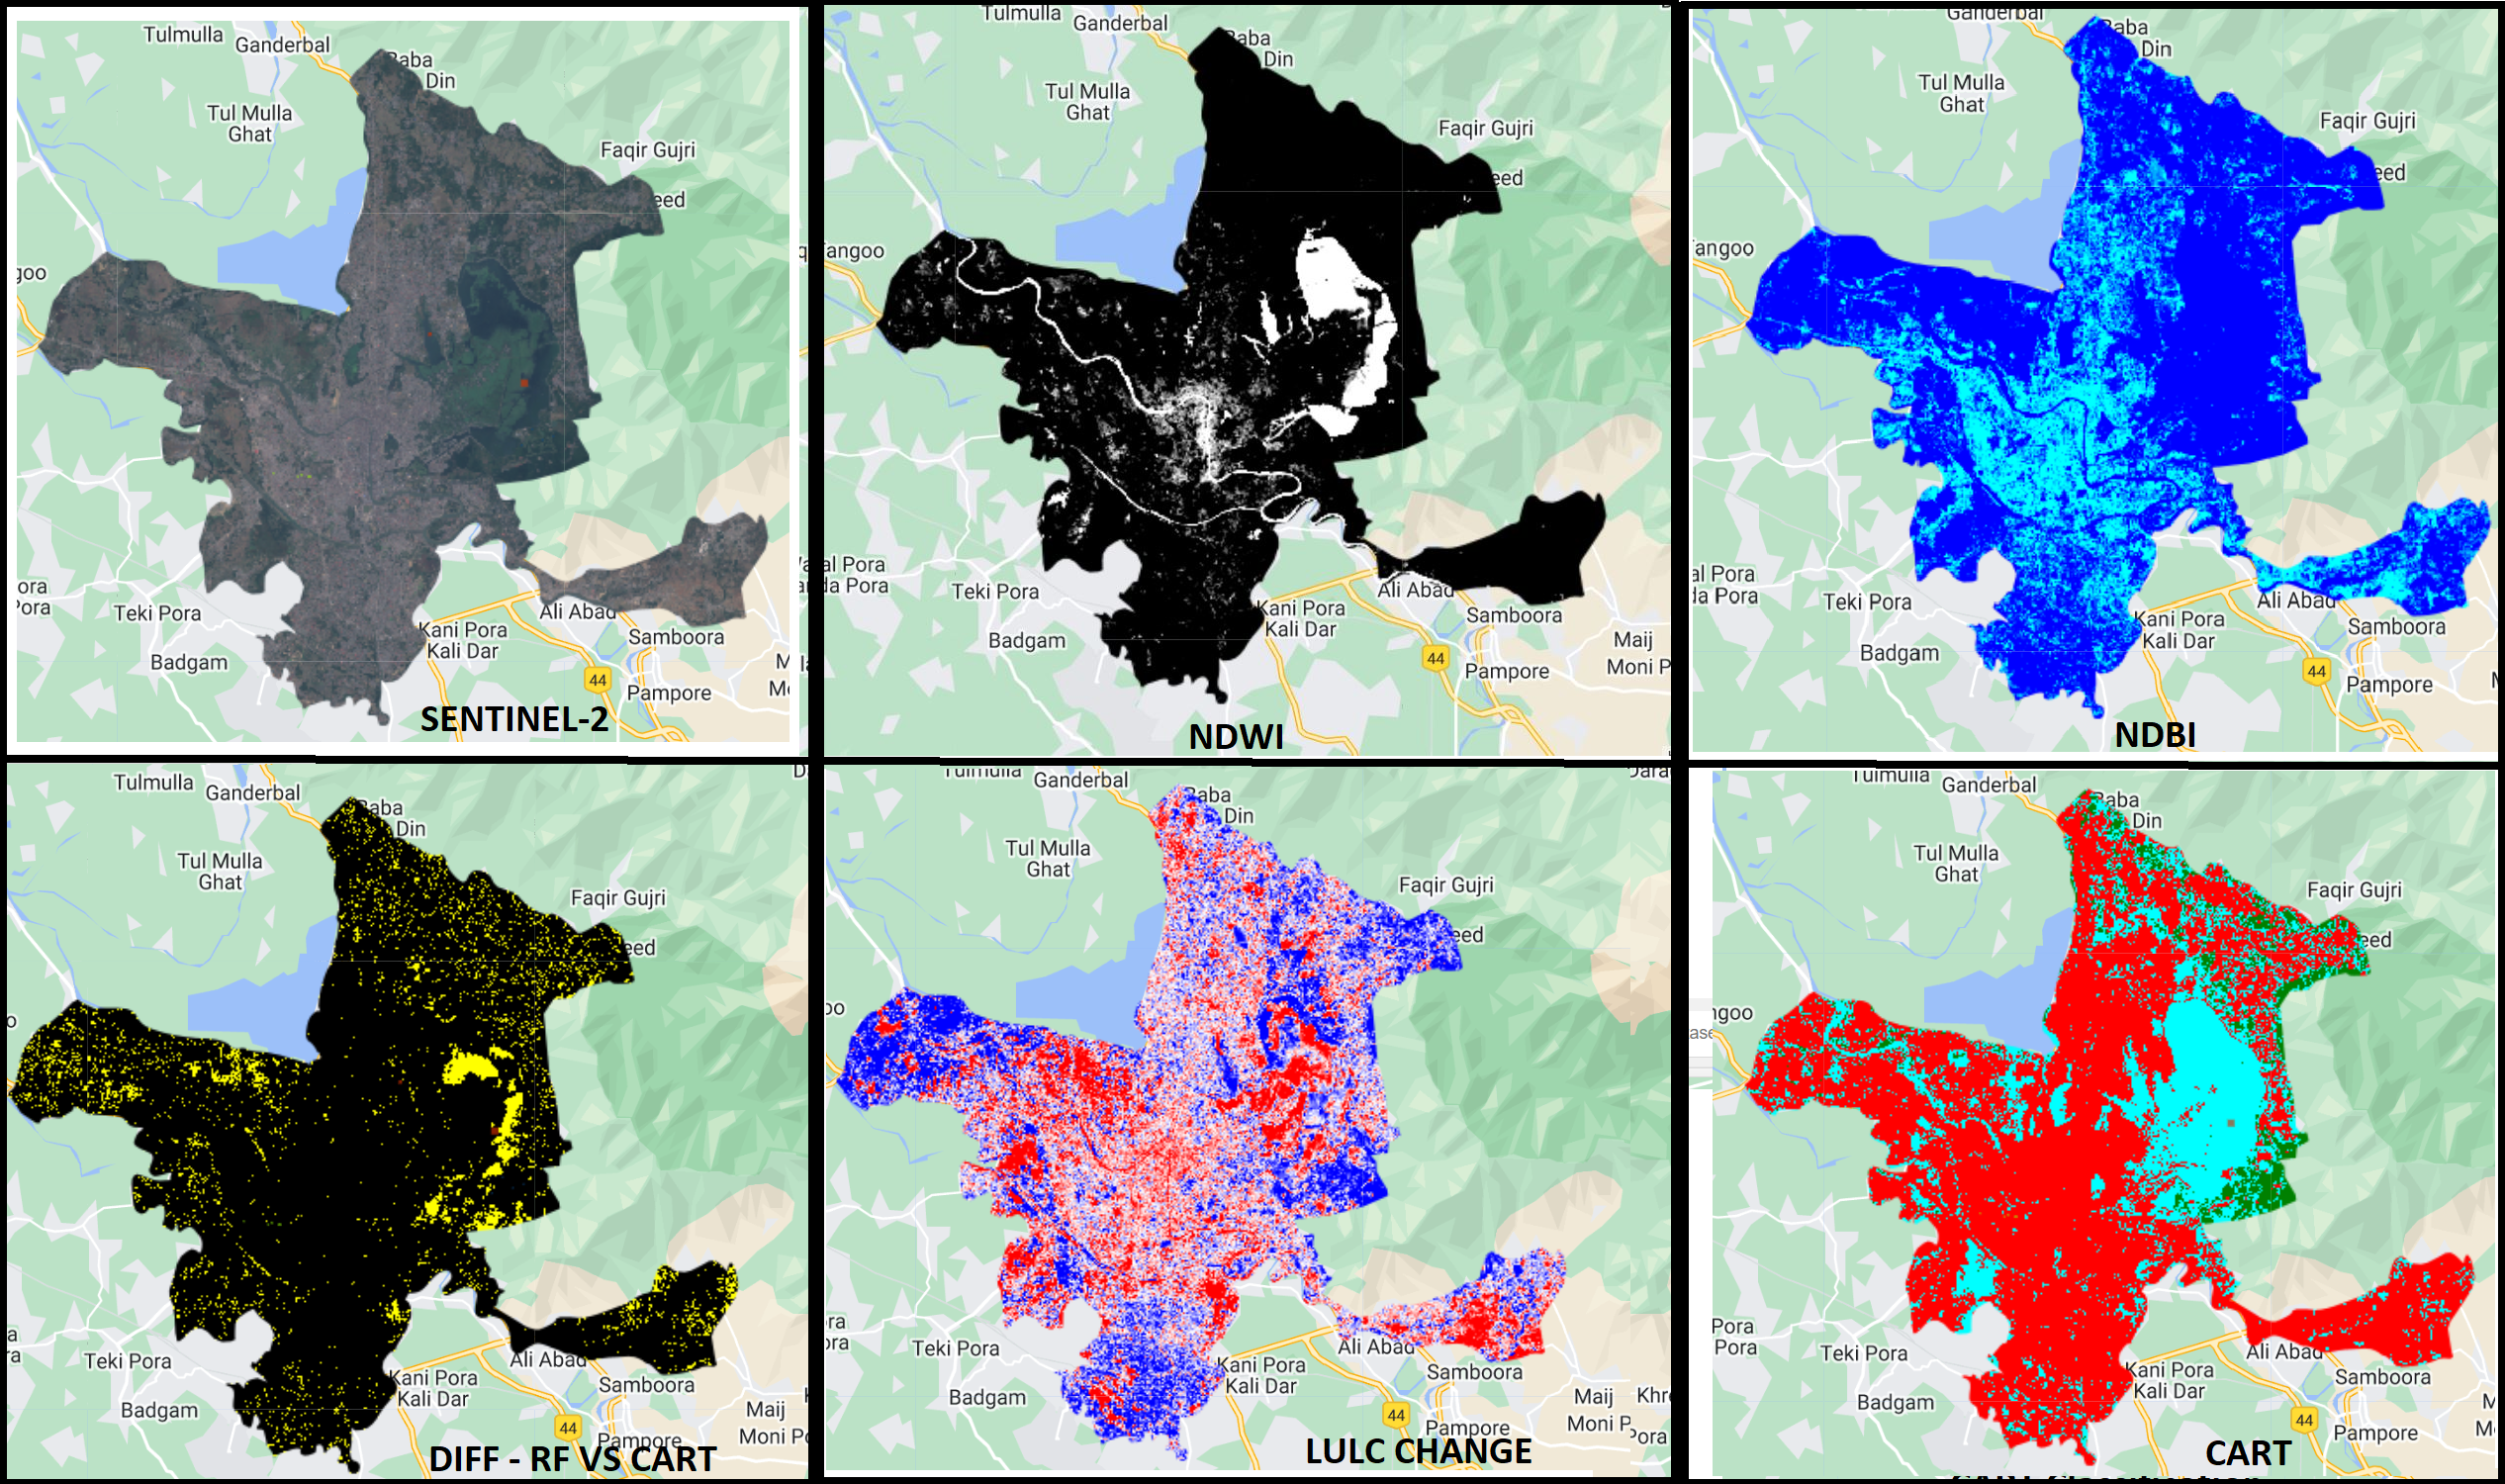 Tulmulla
Ganderbal
Baba
Din
Tul Mulla
Ghat
Faqir Gujri
eed
goo
ora
Pora
Teki Pora
Badgam
Kani Pora
Kali Dar
Ali Abad
Samboora
44
Pampore
M
Mo
SENTINEL-2
Tulmulla
Ganderbal
Baba
Din
Tul Mulla
Ghat
Faqir Gujri
eed
angoo
al Pora
da Pora
Teki Pora
Badgam
Kani Pora
Kali Dar
Ali Abad
Samboora
Maij
Moni P
44
Pampore
NDWI
Ganderbal
Baba
Din
Tul Mulla
Ghat
Faqir Gujri
eed
angoo
al Pora
da Pora
Teki Pora
Badgam
Kani Pora
Kali Dar
Ali Abad
Samboora
44
Pampore
NDBI
Tulmulla
Ganderbal
Baba
Din
Tul Mulla
Ghat
Faqir Gujri
eed
o
a
ra
Teki Pora
Badgam
Kani Pora
Kali Dar
Ali Abad
Samboora
Maij
Moni Po
44
Pampore
DIFF - RF VS CART
Tulmulla
Ganderbal
Dara
Baba
Din
Tul Mulla
Ghat
Faqir Gujri
eed
oo
ora
Teki Pora
Badgam
Kani Pora
Kali Dar
Ali Abad
Samboora
Maij
Khr
Moni P
Pora
44
Pampore
LULC CHANGE
Tulmulla
Ganderbal
Baba
Din
Tul Mulla
Ghat
Faqir Gujri
eed
ngoo
ase
Pora
Pora
Teki Pora
Badgam
Kani Pora
Kali Dar
Ali Abad
Samboora
44
Pampore
CART